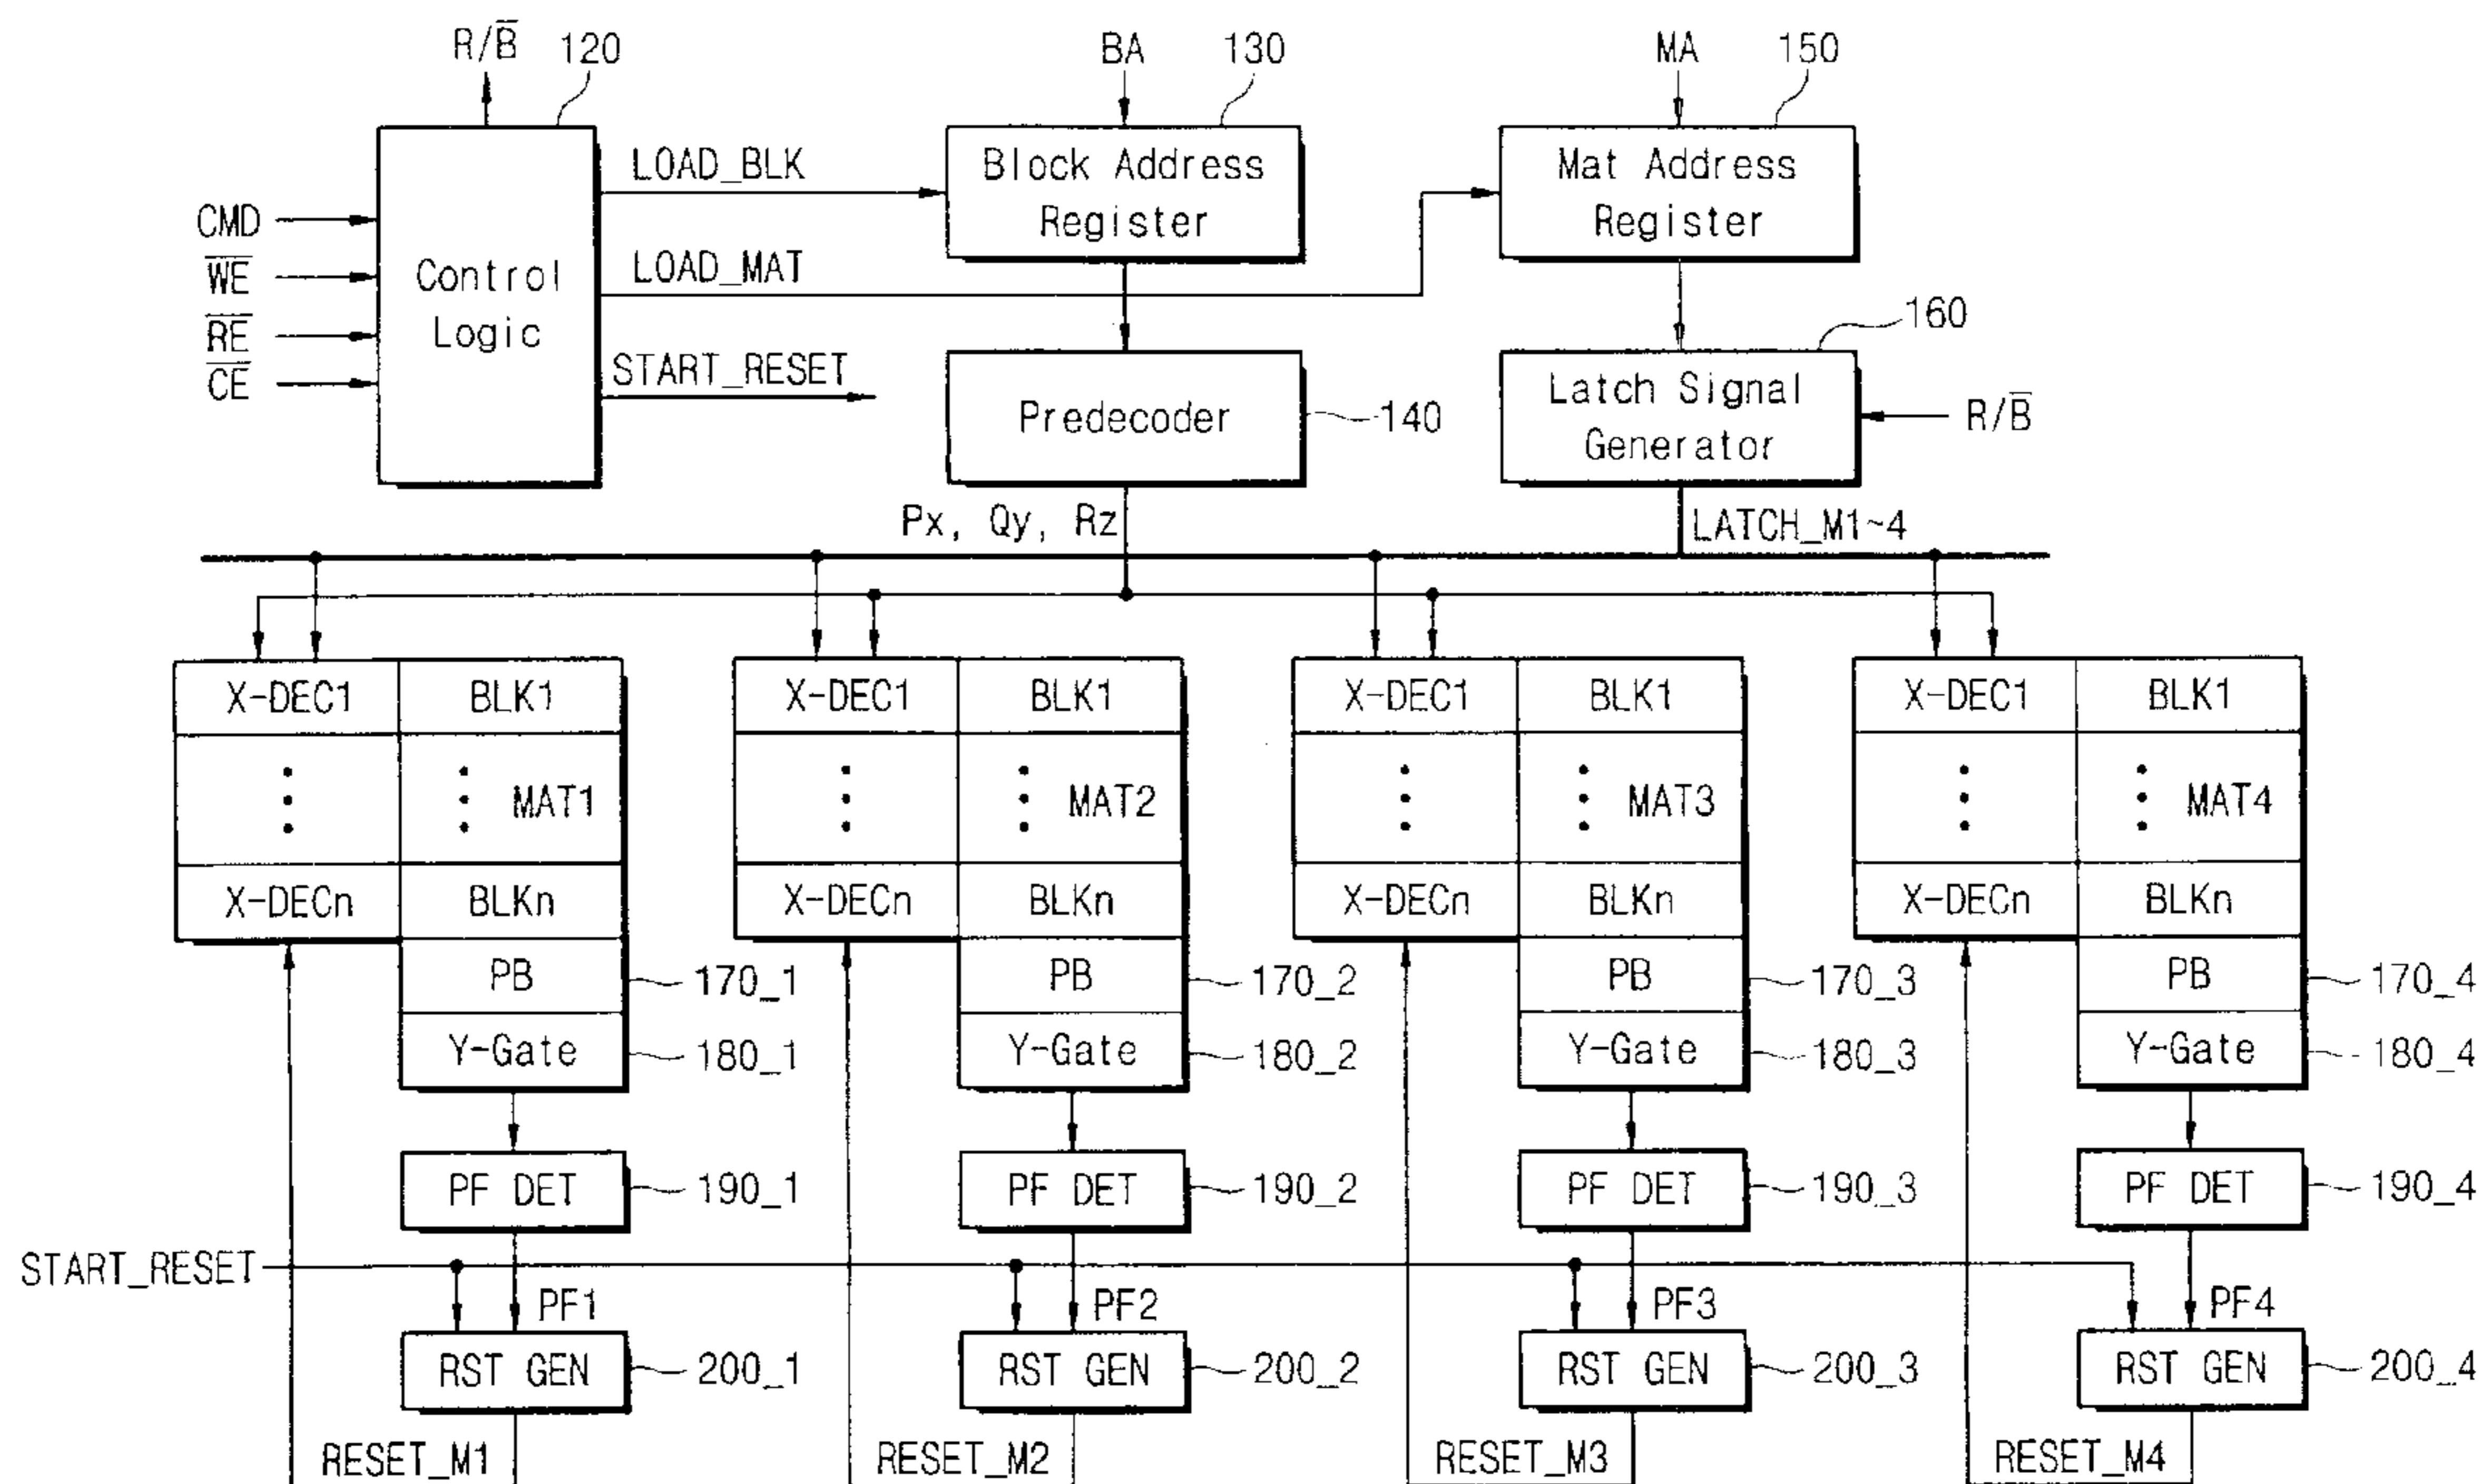 R/B̅ 120 BA 130 MA 150
LOAD_BLK
Block Address
Register
Mat Address
Register
CMD
W̅E̅
R̅E̅
C̅E̅
Control
Logic
LOAD_MAT
START_RESET
160
Predecoder
140
Latch Signal
Generator
R/B̅
Px, Qy, Rz
LATCH_M1~4
X-DEC1 BLK1 X-DEC1 BLK1 X-DEC1 BLK1 X-DEC1 BLK1
MAT1 MAT2 MAT3 MAT4
X-DECn BLKn X-DECn BLKn X-DECn BLKn X-DECn BLKn
PB 170_1 PB 170_2 PB 170_3 PB 170_4
Y-Gate 180_1 Y-Gate 180_2 Y-Gate 180_3 Y-Gate 180_4
PF DET 190_1 PF DET 190_2 PF DET 190_3 PF DET 190_4
START_RESET
PF1 PF2 PF3 PF4
RST GEN 200_1 RST GEN 200_2 RST GEN 200_3 RST GEN 200_4
RESET_M1 RESET_M2 RESET_M3 RESET_M4